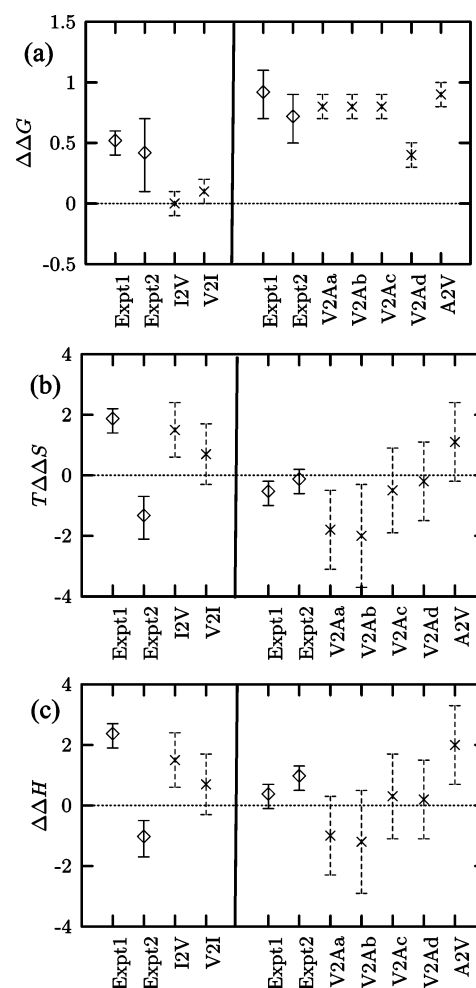 (a)
ΔΔG
1.5
1
0.5
0
-0.5
Expt1 Expt2 I2V V2I Expt1 Expt2 V2Aa V2Ab V2Ac V2Ad A2V
(b)
TΔΔS
4
2
0
-2
-4
Expt1 Expt2 I2V V2I Expt1 Expt2 V2Aa V2Ab V2Ac V2Ad A2V
(c)
ΔΔH
4
2
0
-2
-4
Expt1 Expt2 I2V V2I Expt1 Expt2 V2Aa V2Ab V2Ac V2Ad A2V